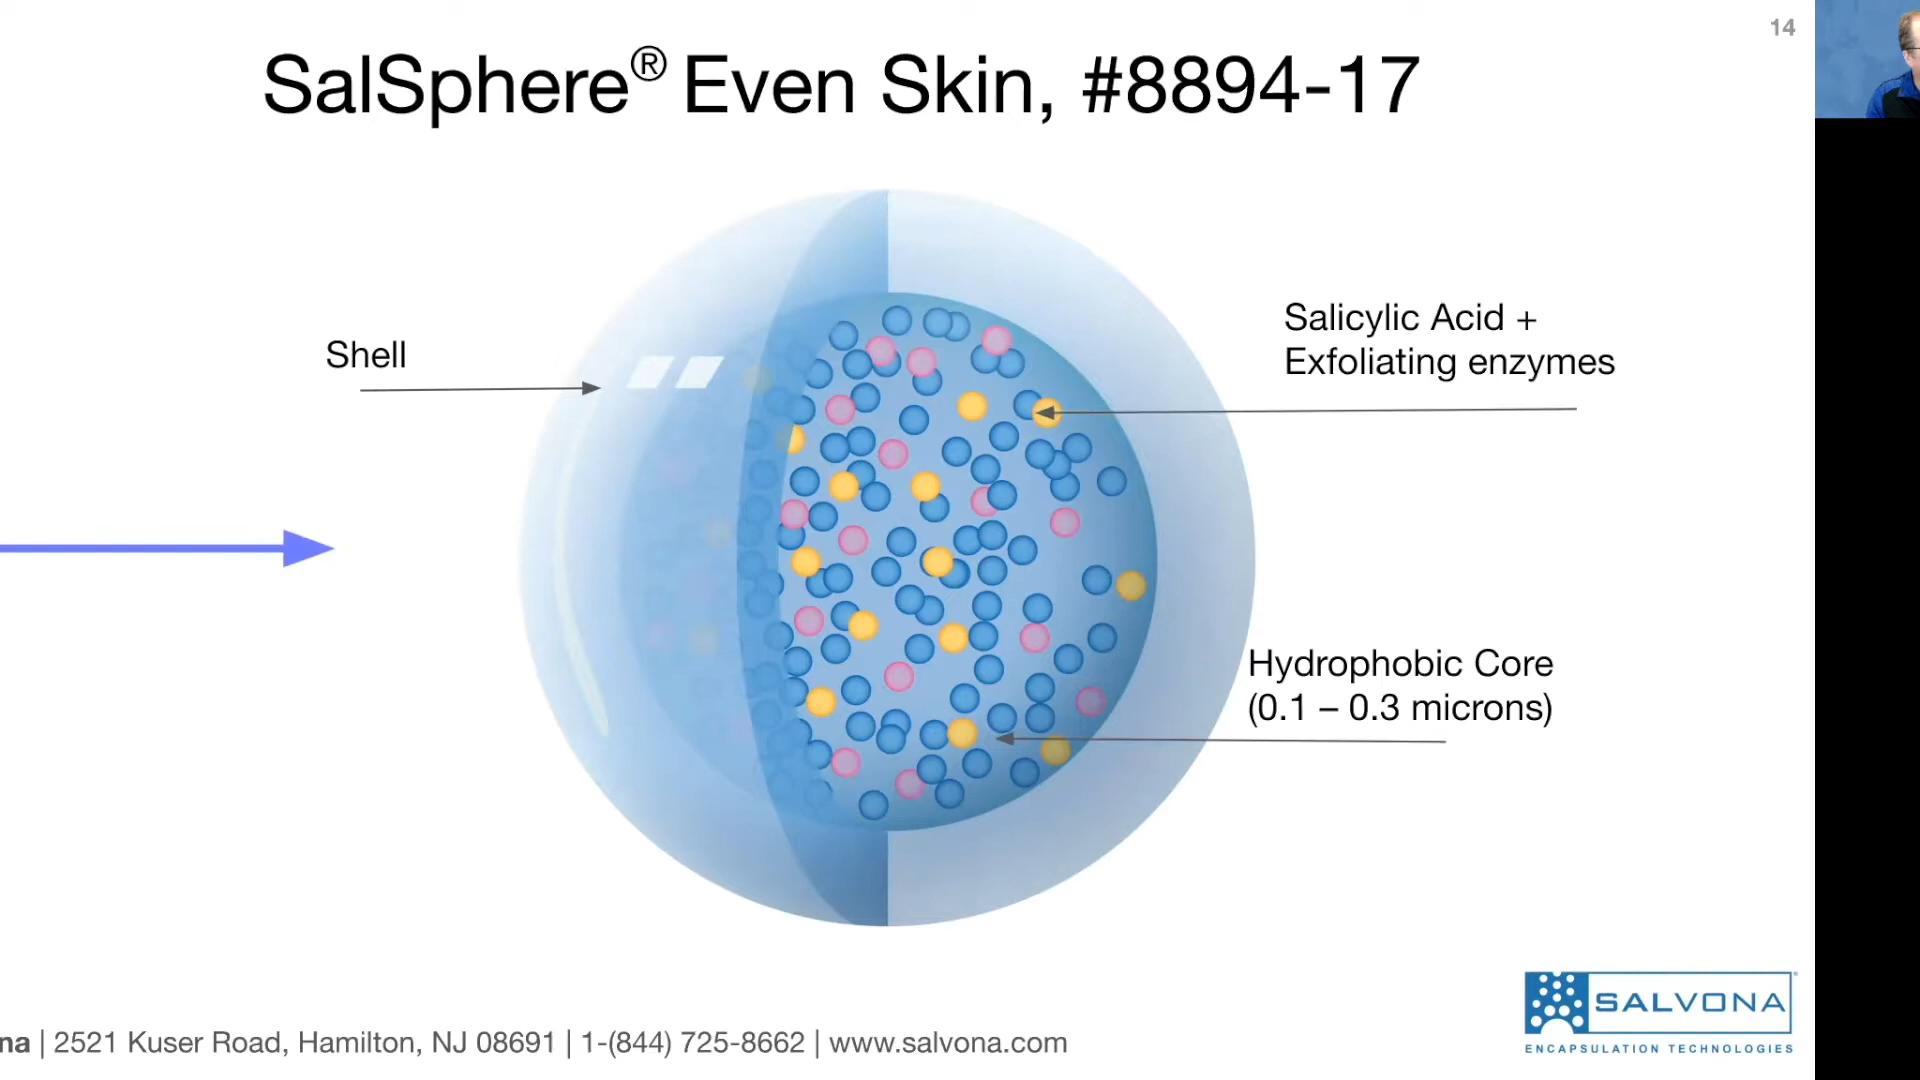 14
SalSphere® Even Skin, #8894-17
Shell
Salicylic Acid +
Exfoliating enzymes
Hydrophobic Core
(0.1 – 0.3 microns)
SALVONA
ENCAPSULATION TECHNOLOGIES
na | 2521 Kuser Road, Hamilton, NJ 08691 | 1-(844) 725-8662 | www.salvona.com